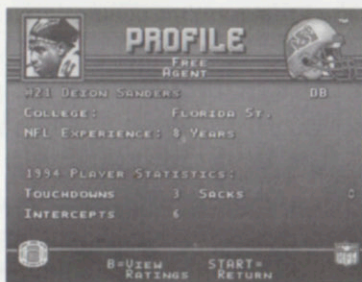 PROFILE
FREE
AGENT
#21 DEION SANDERS DB
COLLEGE: FLORIDA ST.
NFL EXPERIENCE: 8 YEARS
1994 PLAYER STATISTICS:
TOUCHDOWNS 3 SACKS 0
INTERCEPTS 6
B=VIEW START=
RATINGS RETURN